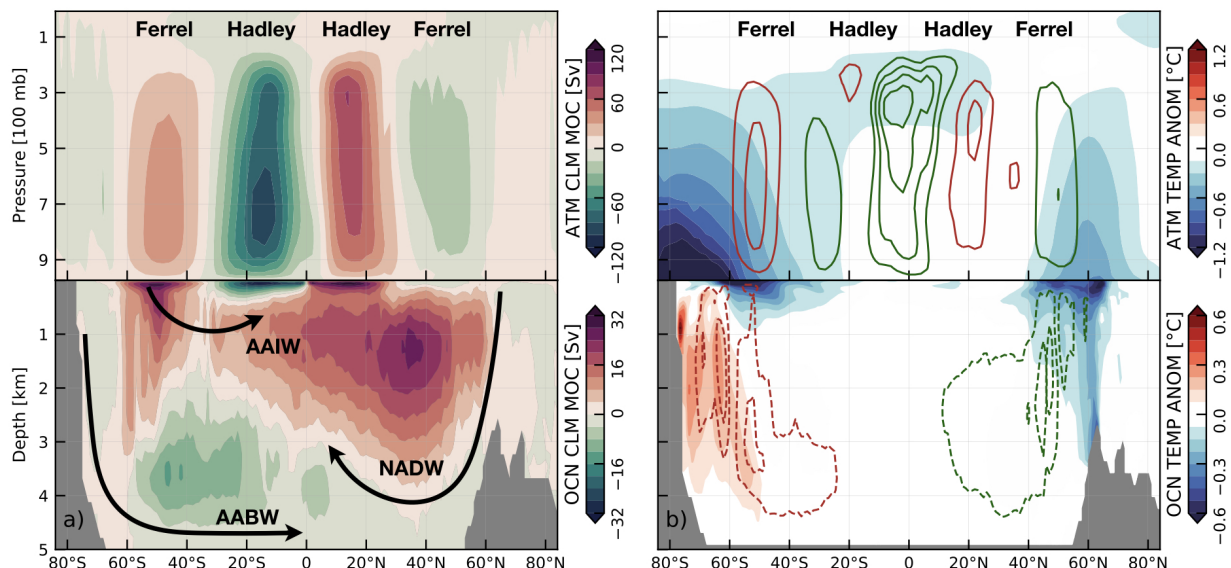 Ferrel Hadley Hadley Ferrel
1
3
5
7
9
Pressure [100 mb]
120
60
0
−60
−120
ATM CLM MOC [Sv]
Ferrel Hadley Hadley Ferrel
1.2
0.6
0.0
−0.6
−1.2
ATM TEMP ANOM [°C]
AAIW
NADW
AABW
a)
1
2
3
4
5
Depth [km]
80°S 60°S 40°S 20°S 0° 20°N 40°N 60°N 80°N
32
16
0
−16
−32
OCN CLM MOC [Sv]
b)
80°S 60°S 40°S 20°S 0° 20°N 40°N 60°N 80°N
0.6
0.3
0.0
−0.3
−0.6
OCN TEMP ANOM [°C]